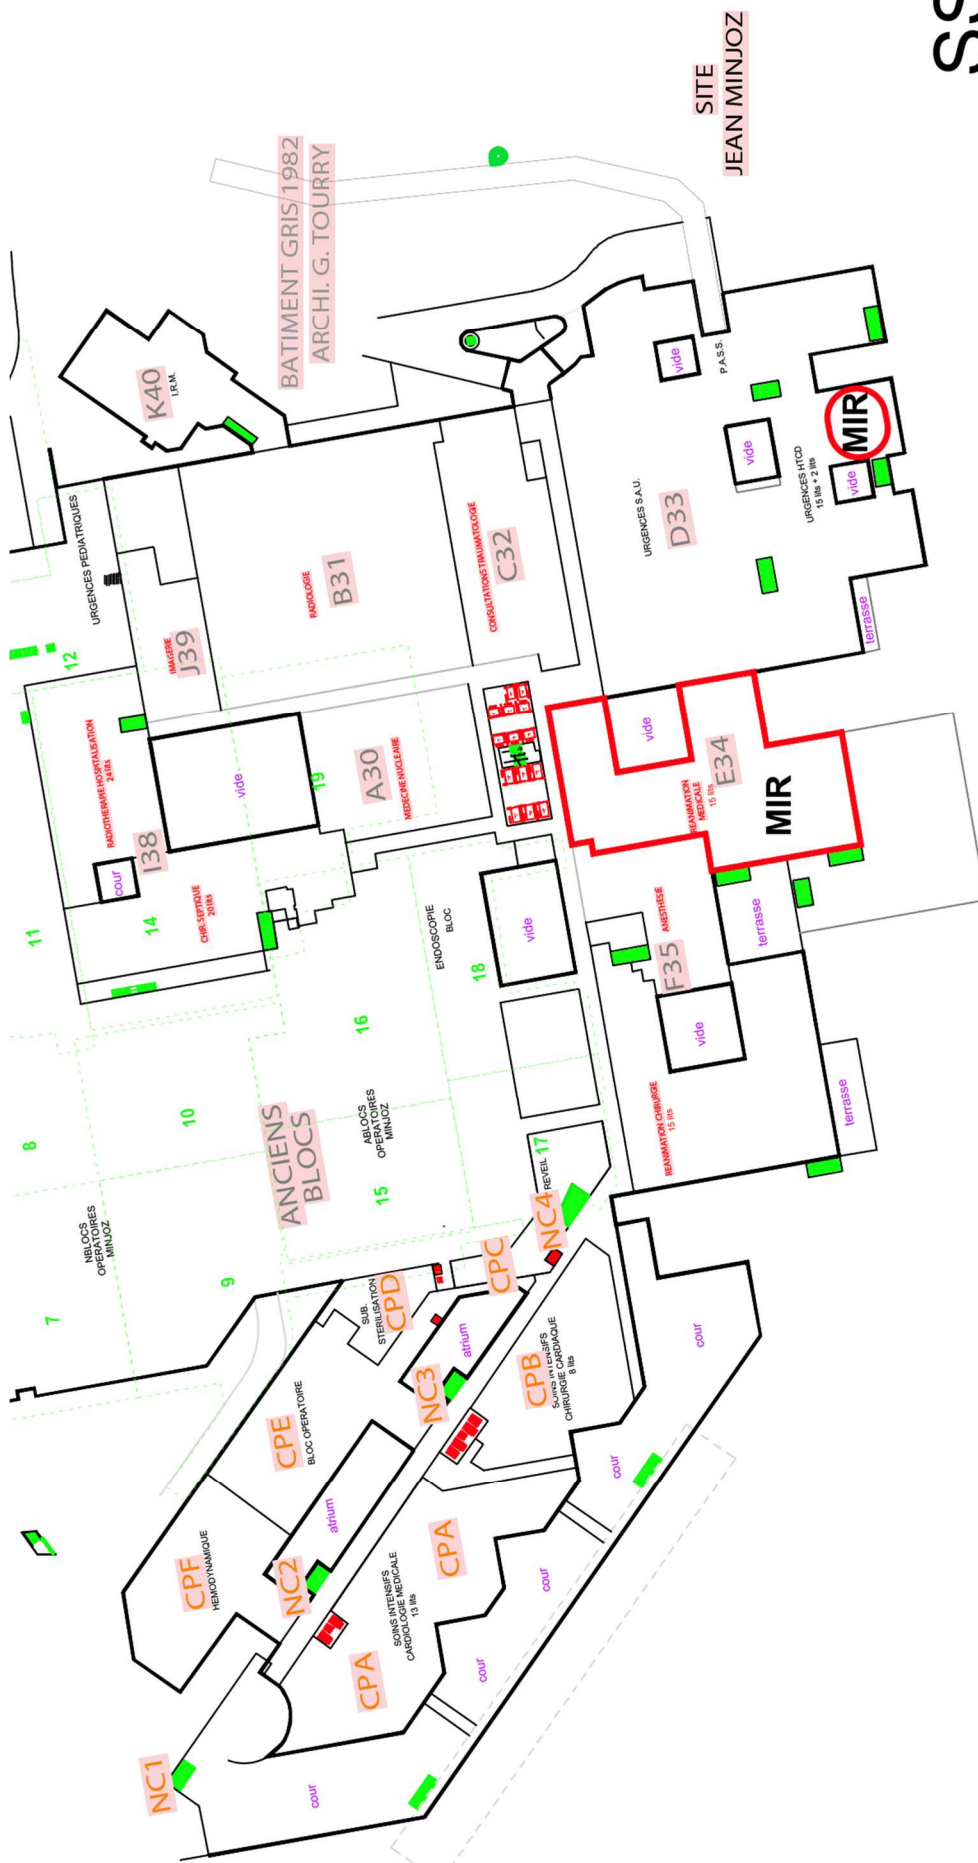 SS
SITE
JEAN MINJOZ
BATIMENT GRIS 1982
ARCHI. G. TOURRY
K40
I.R.M.
URGENCES PEDIATRIQUES
12
IMAGERIE
J39
RADIOLOGIE
B31
CONSULTATIONS TRAUMATOLOGIE
C32
URGENCES S.A.U.
D33
vide
P.A.S.S.
vide
URGENCES HTCD
15 lits + 2 lits
vide
MIR
terrasse
11
RADIOTHERAPIE HOSPITALISATION
24 lits
cour
I38
vide
14
CHIR. SEPTIQUE
20 lits
19
A30
MEDECINE NUCLEAIRE
vide
REANIMATION
MEDICALE
15 lits
E34
MIR
ENDOSCOPIE
BLOC
18
vide
ANESTHESIE
F35
terrasse
vide
REANIMATION CHIRURGIE
15 lits
terrasse
8
10
16
ANCIENS
BLOCS
ABLOCS
OPERATOIRES
MINJOZ
15
17
REVEIL
NC4
7
NBLOCS
OPERATOIRES
MINJOZ
9
SUB.
STERILISATION
CPD
CPC
atrium
NC3
CPB
SOINS INTENSIFS
CHIRURGIE CARDIAQUE
8 lits
cour
CPE
BLOC OPERATOIRE
atrium
NC2
CPF
HEMODYNAMIQUE
CPA
SOINS INTENSIFS
CARDIOLOGIE MEDICALE
13 lits
CPA
cour
cour
cour
NC1
cour